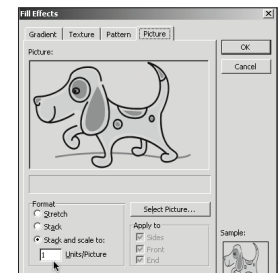 Fill Effects
Gradient Texture Pattern Picture
Picture:
OK
Cancel
Format
Stretch
Stack
Stack and scale to:
1 Units/Picture
Select Picture...
Apply to
Sides
Front
End
Sample: